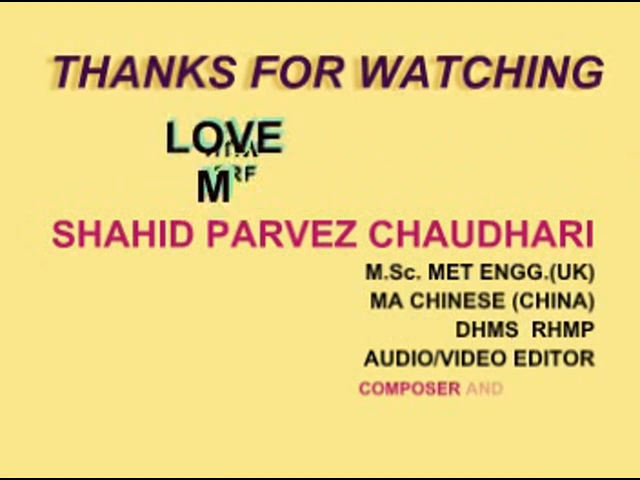 THANKS FOR WATCHING
LOVE
M
SHAHID PARVEZ CHAUDHARI
M.Sc. MET ENGG.(UK)
MA CHINESE (CHINA)
DHMS RHMP
AUDIO/VIDEO EDITOR
COMPOSER AND